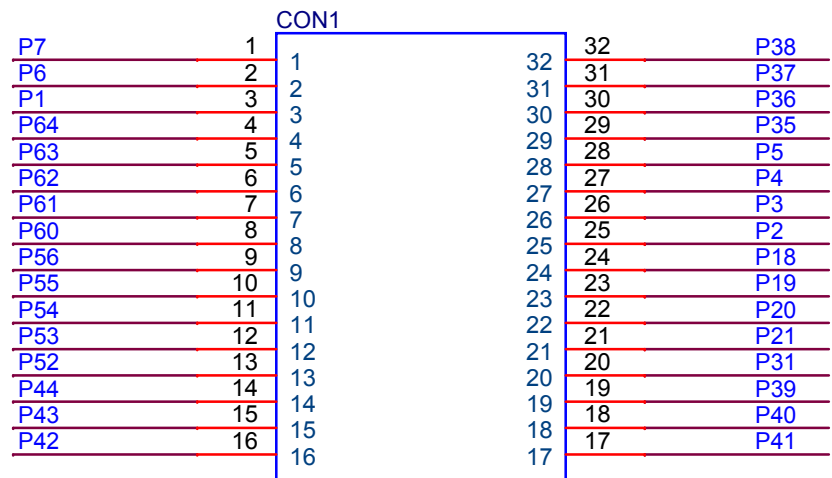 CON1
P7 1 1 32 32 P38
P6 2 2 31 31 P37
P1 3 3 30 30 P36
P64 4 4 29 29 P35
P63 5 5 28 28 P5
P62 6 6 27 27 P4
P61 7 7 26 26 P3
P60 8 8 25 25 P2
P56 9 9 24 24 P18
P55 10 10 23 23 P19
P54 11 11 22 22 P20
P53 12 12 21 21 P21
P52 13 13 20 20 P31
P44 14 14 19 19 P39
P43 15 15 18 18 P40
P42 16 16 17 17 P41